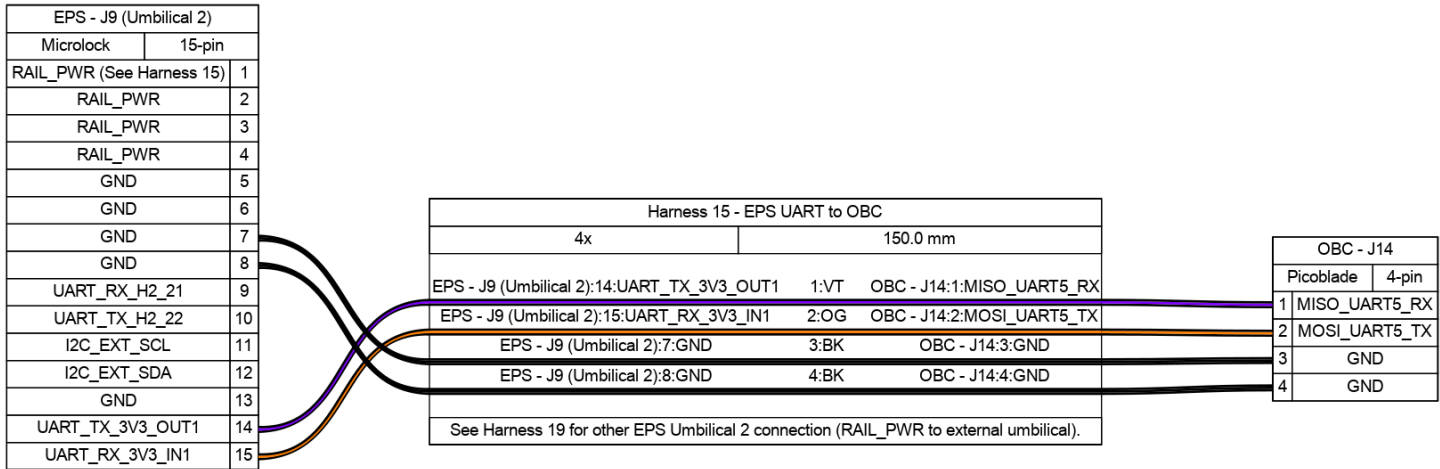 EPS - J9 (Umbilical 2)
Microlock 15-pin
RAIL_PWR (See Harness 15) 1
RAIL_PWR 2
RAIL_PWR 3
RAIL_PWR 4
GND 5
GND 6
GND 7
GND 8
UART_RX_H2_21 9
UART_TX_H2_22 10
I2C_EXT_SCL 11
I2C_EXT_SDA 12
GND 13
UART_TX_3V3_OUT1 14
UART_RX_3V3_IN1 15
Harness 15 - EPS UART to OBC
4x 150.0 mm
EPS - J9 (Umbilical 2):14:UART_TX_3V3_OUT1 1:VT OBC - J14:1:MISO_UART5_RX
EPS - J9 (Umbilical 2):15:UART_RX_3V3_IN1 2:OG OBC - J14:2:MOSI_UART5_TX
EPS - J9 (Umbilical 2):7:GND 3:BK OBC - J14:3:GND
EPS - J9 (Umbilical 2):8:GND 4:BK OBC - J14:4:GND
See Harness 19 for other EPS Umbilical 2 connection (RAIL_PWR to external umbilical).
OBC - J14
Picoblade 4-pin
1 MISO_UART5_RX
2 MOSI_UART5_TX
3 GND
4 GND